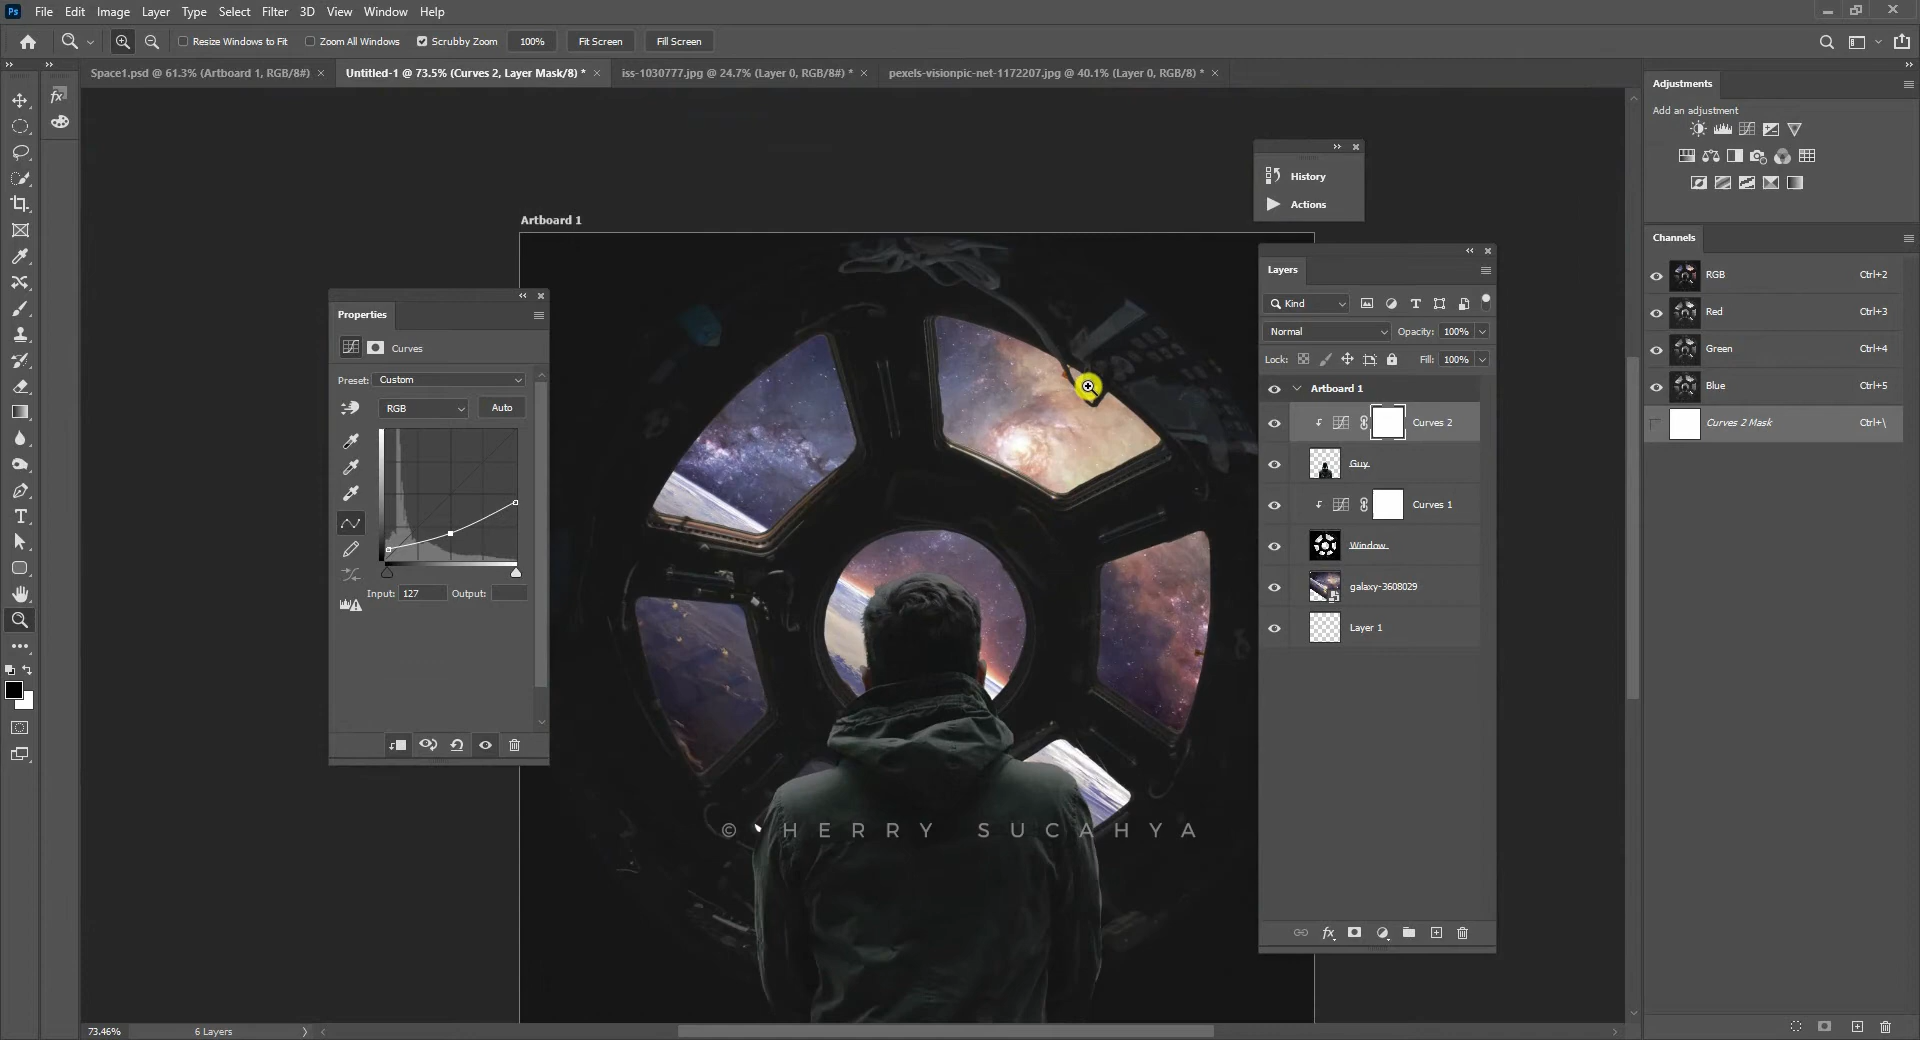 Ps File Edit Image Layer Type Select Filter 3D View Window Help
Resize Windows to Fit Zoom All Windows Scrubby Zoom 100% Fit Screen Fill Screen
Space1.psd @ 61.3% (Artboard 1, RGB/8#) × Untitled-1 @ 73.5% (Curves 2, Layer Mask/8) * × iss-1030777.jpg @ 24.7% (Layer 0, RGB/8#) * × pexels-visionpic-net-1172207.jpg @ 40.1% (Layer 0, RGB/8) * ×
Artboard 1
Properties
Curves
Preset: Custom
RGB Auto
Input: 127 Output:
© HERRY SUCAHYA
History
Actions
Layers
Kind
Normal Opacity: 100%
Lock: Fill: 100%
Artboard 1
Curves 2
Guy
Curves 1
Window
galaxy-3608029
Layer 1
fx
Adjustments
Add an adjustment
Channels
RGB Ctrl+2
Red Ctrl+3
Green Ctrl+4
Blue Ctrl+5
Curves 2 Mask Ctrl+\
73.46% 6 Layers